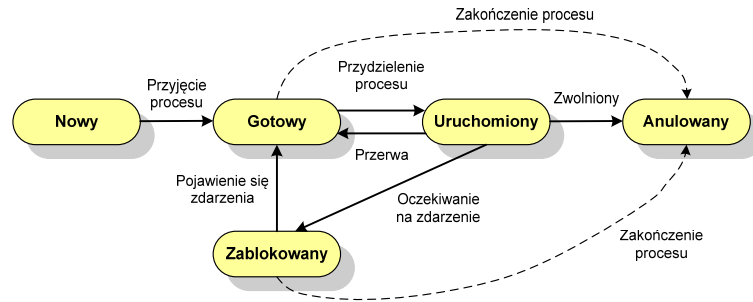 Zakończenie procesu
Przyjęcie
procesu
Przydzielenie
procesu
Zwolniony
Nowy
Gotowy
Uruchomiony
Anulowany
Przerwa
Pojawienie się
zdarzenia
Oczekiwanie
na zdarzenie
Zablokowany
Zakończenie
procesu